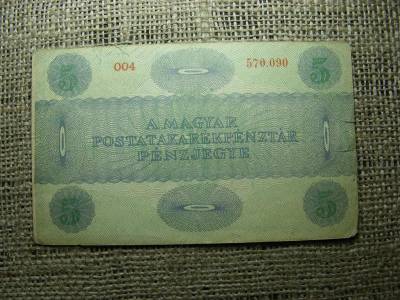 5 004 570.090 5
A MAGYAR
POSTATAKARÉKPÉNZTÁR
PÉNZJEGYE
5 5